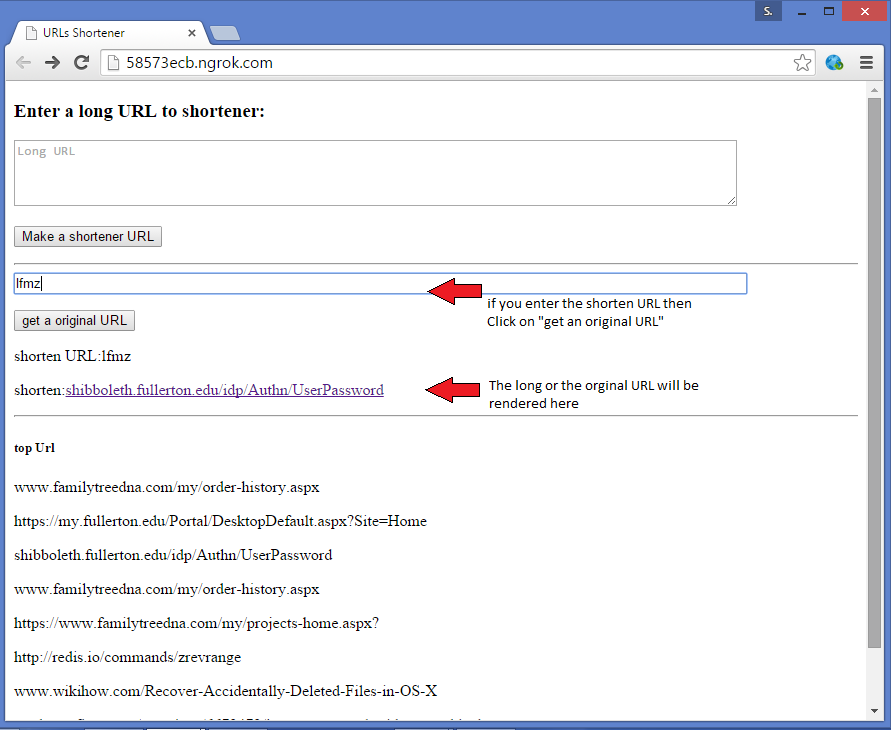 S.
URLs Shortener
58573ecb.ngrok.com
Enter a long URL to shortener:
Long URL
Make a shortener URL
lfmz
if you enter the shorten URL then
Click on "get an original URL"
get a original URL
shorten URL:lfmz
shorten:shibboleth.fullerton.edu/idp/Authn/UserPassword
The long or the orginal URL will be
rendered here
top Url
www.familytreedna.com/my/order-history.aspx
https://my.fullerton.edu/Portal/DesktopDefault.aspx?Site=Home
shibboleth.fullerton.edu/idp/Authn/UserPassword
www.familytreedna.com/my/order-history.aspx
https://www.familytreedna.com/my/projects-home.aspx?
http://redis.io/commands/zrevrange
www.wikihow.com/Recover-Accidentally-Deleted-Files-in-OS-X